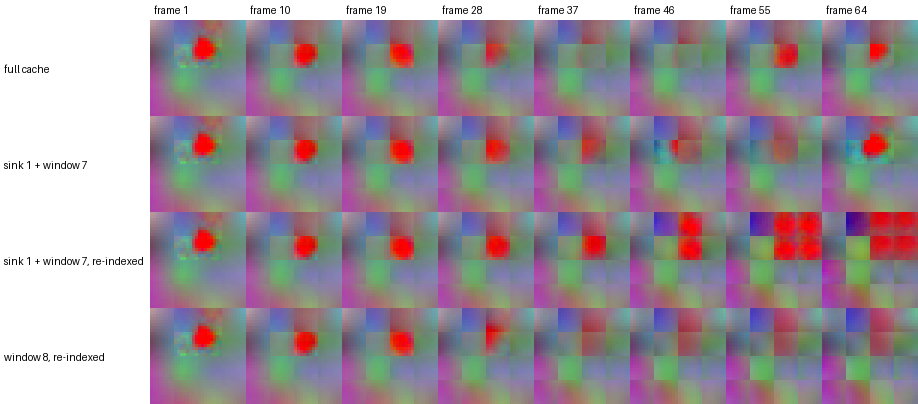 frame 1 frame 10 frame 19 frame 28 frame 37 frame 46 frame 55 frame 64
full cache
sink 1 + window 7
sink 1 + window 7, re-indexed
window 8, re-indexed